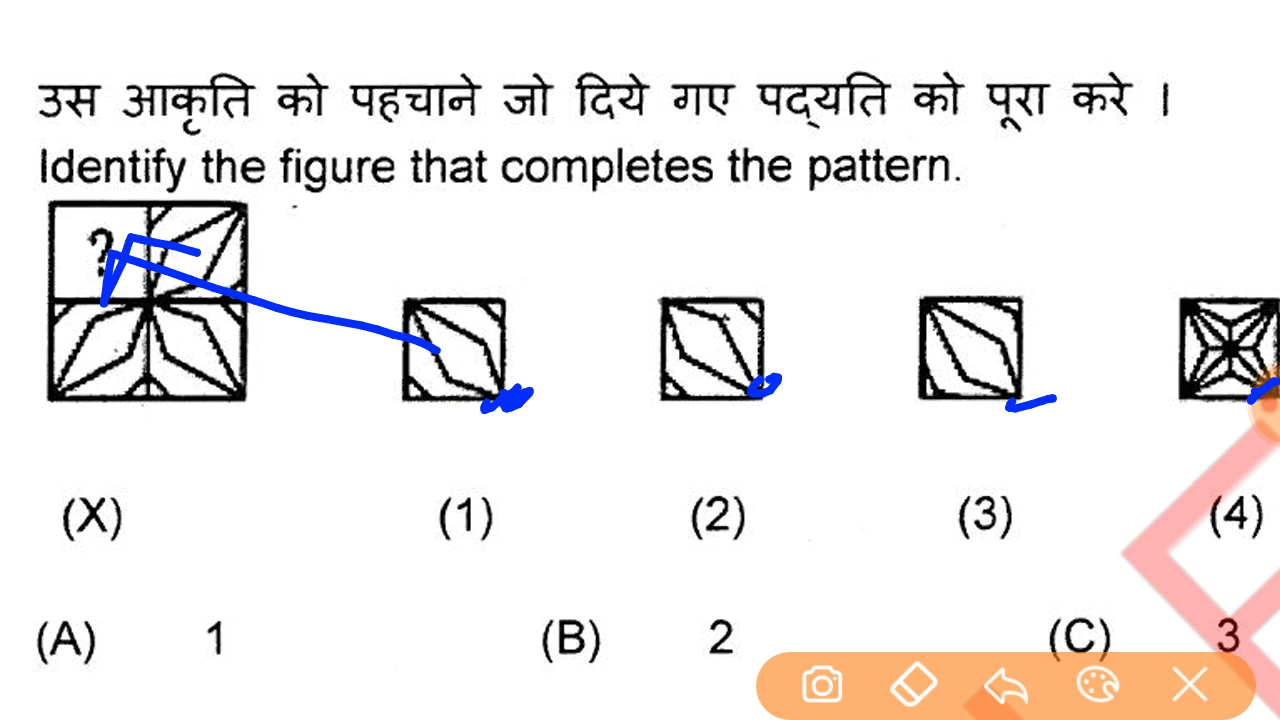 उस आकृति को पहचाने जो दिये गए पद्यति को पूरा करे ।
Identify the figure that completes the pattern.
?
(X) (1) (2) (3) (4)
(A) 1 (B) 2 (C) 3